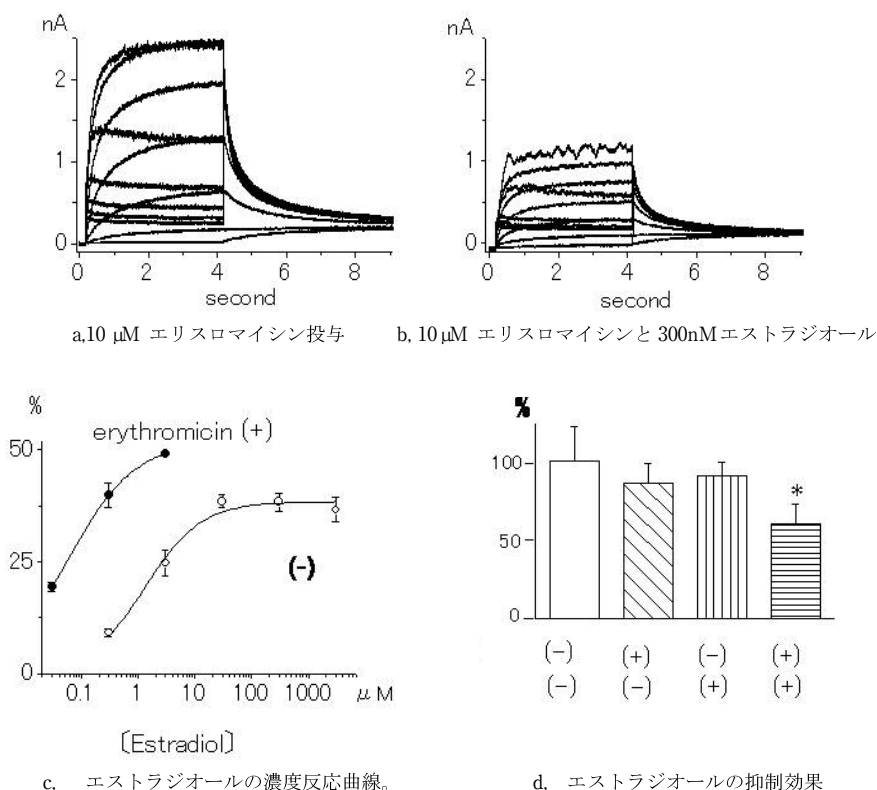 nA
2
1
0
0 2 4 6 8
second
a,10 μM エリスロマイシン投与
nA
2
1
0
0 2 4 6 8
second
b, 10 μM エリスロマイシンと 300nMエストラジオール
%
erythromicin (+)
50
25
(-)
0
0.1 1 10 100 1000 μM
〔Estradiol〕
c. エストラジオールの濃度反応曲線。
%
100
*
50
0
(-) (+) (-) (+)
(-) (-) (+) (+)
d, エストラジオールの抑制効果